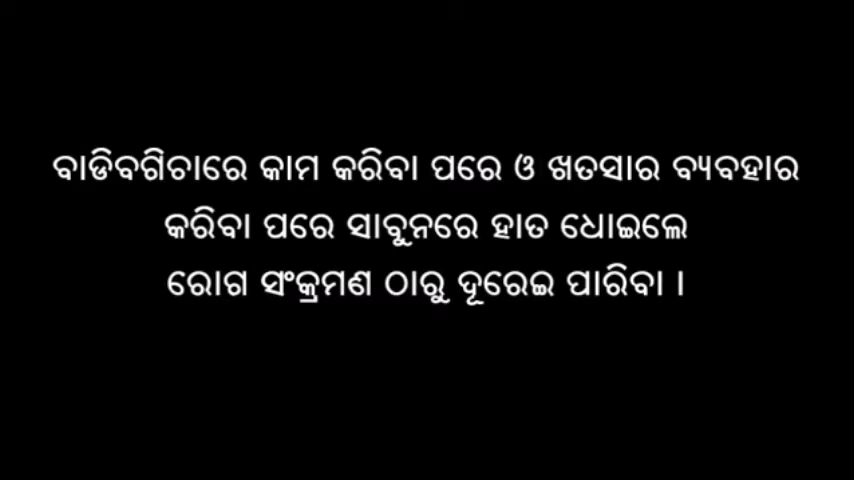 ବାଡିବଗିଚାରେ କାମ କରିବା ପରେ ଓ ଖତସାର ବ୍ୟବହାର
କରିବା ପରେ ସାବୁନରେ ହାତ ଧୋଇଲେ
ରୋଗ ସଂକ୍ରମଣ ଠାରୁ ଦୂରେଇ ପାରିବା ।